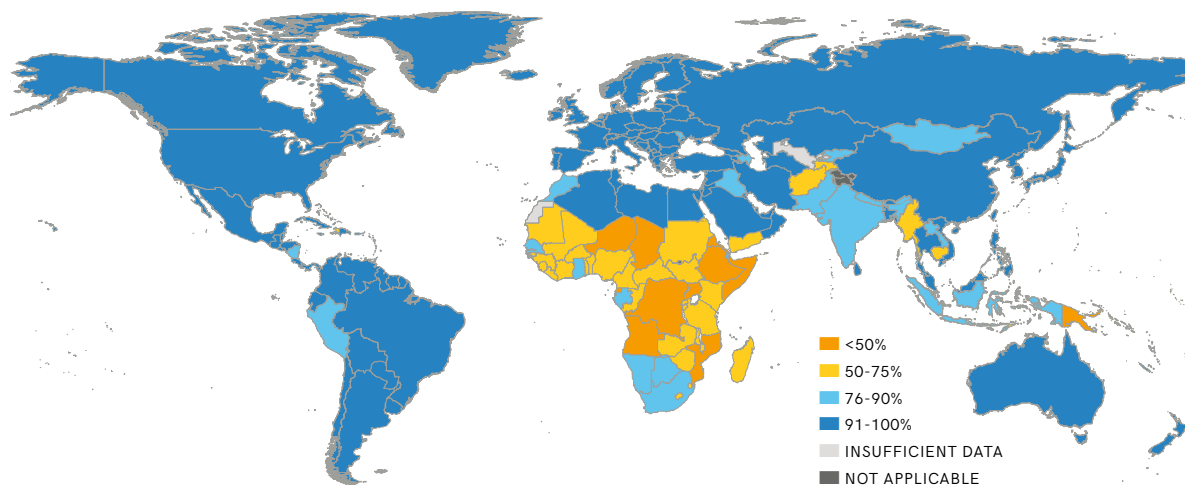 <50%
50-75%
76-90%
91-100%
INSUFFICIENT DATA
NOT APPLICABLE